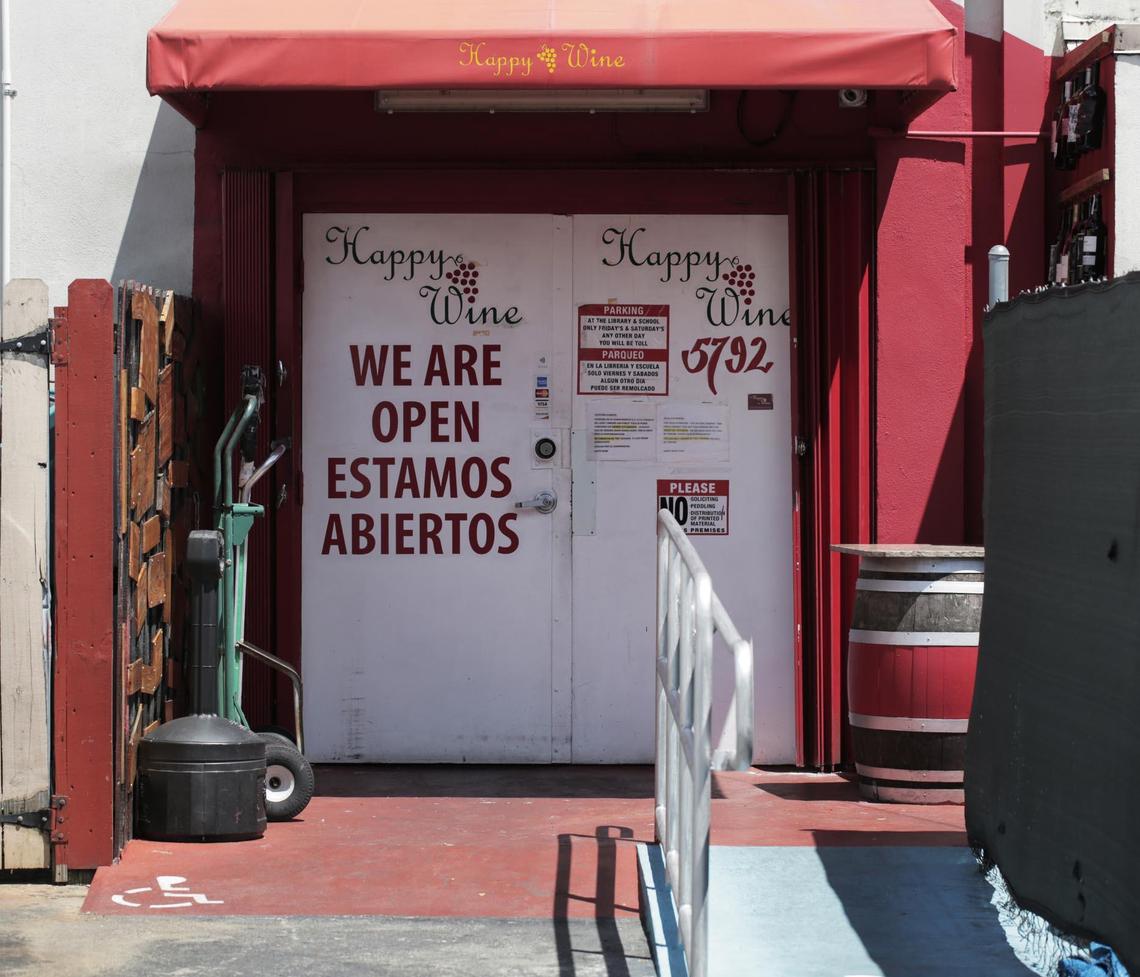 Happy Wine
Happy
Wine
WE ARE
OPEN
ESTAMOS
ABIERTOS
VISA
Happy
Wine
5792
PARKING
AT THE LIBRARY & SCHOOL
ONLY FRIDAY'S & SATURDAY'S
ANY OTHER DAY
YOU WILL BE TOLL
PARQUEO
EN LA LIBRERIA Y ESCUELA
SOLO VIERNES Y SABADOS
ALGUN OTRO DIA
PUEDE SER REMOLCADO
PLEASE
NO SOLICITING
PEDDLING
DISTRIBUTION
OF PRINTED
MATERIAL
PREMISES